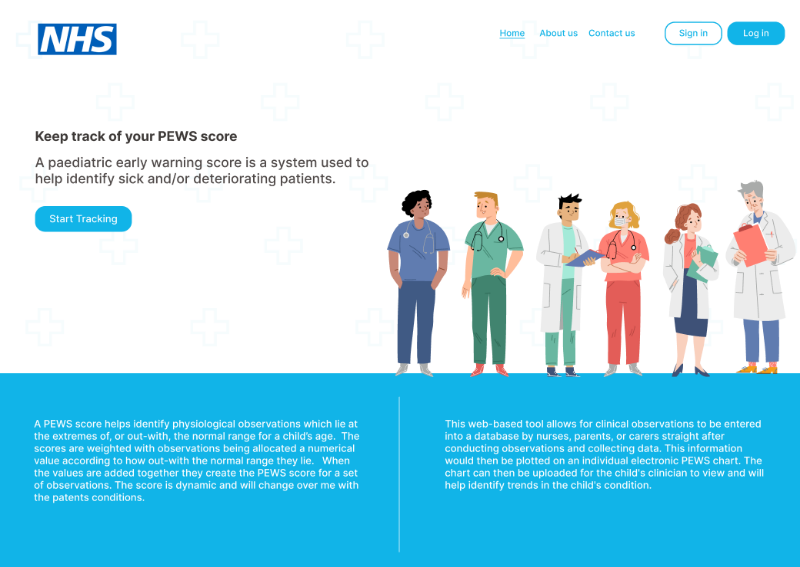 NHS
Home About us Contact us Sign in Log in
Keep track of your PEWS score
A paediatric early warning score is a system used to
help identify sick and/or deteriorating patients.
Start Tracking
A PEWS score helps identify physiological observations which lie at
the extremes of, or out-with, the normal range for a child's age. The
scores are weighted with observations being allocated a numerical
value according to how out-with the normal range they lie. When
the values are added together they create the PEWS score for a set
of observations. The score is dynamic and will change over me with
the patents conditions.
This web-based tool allows for clinical observations to be entered
into a database by nurses, parents, or carers straight after
conducting observations and collecting data. This information
would then be plotted on an individual electronic PEWS chart. The
chart can then be uploaded for the child's clinician to view and will
help identify trends in the child's condition.